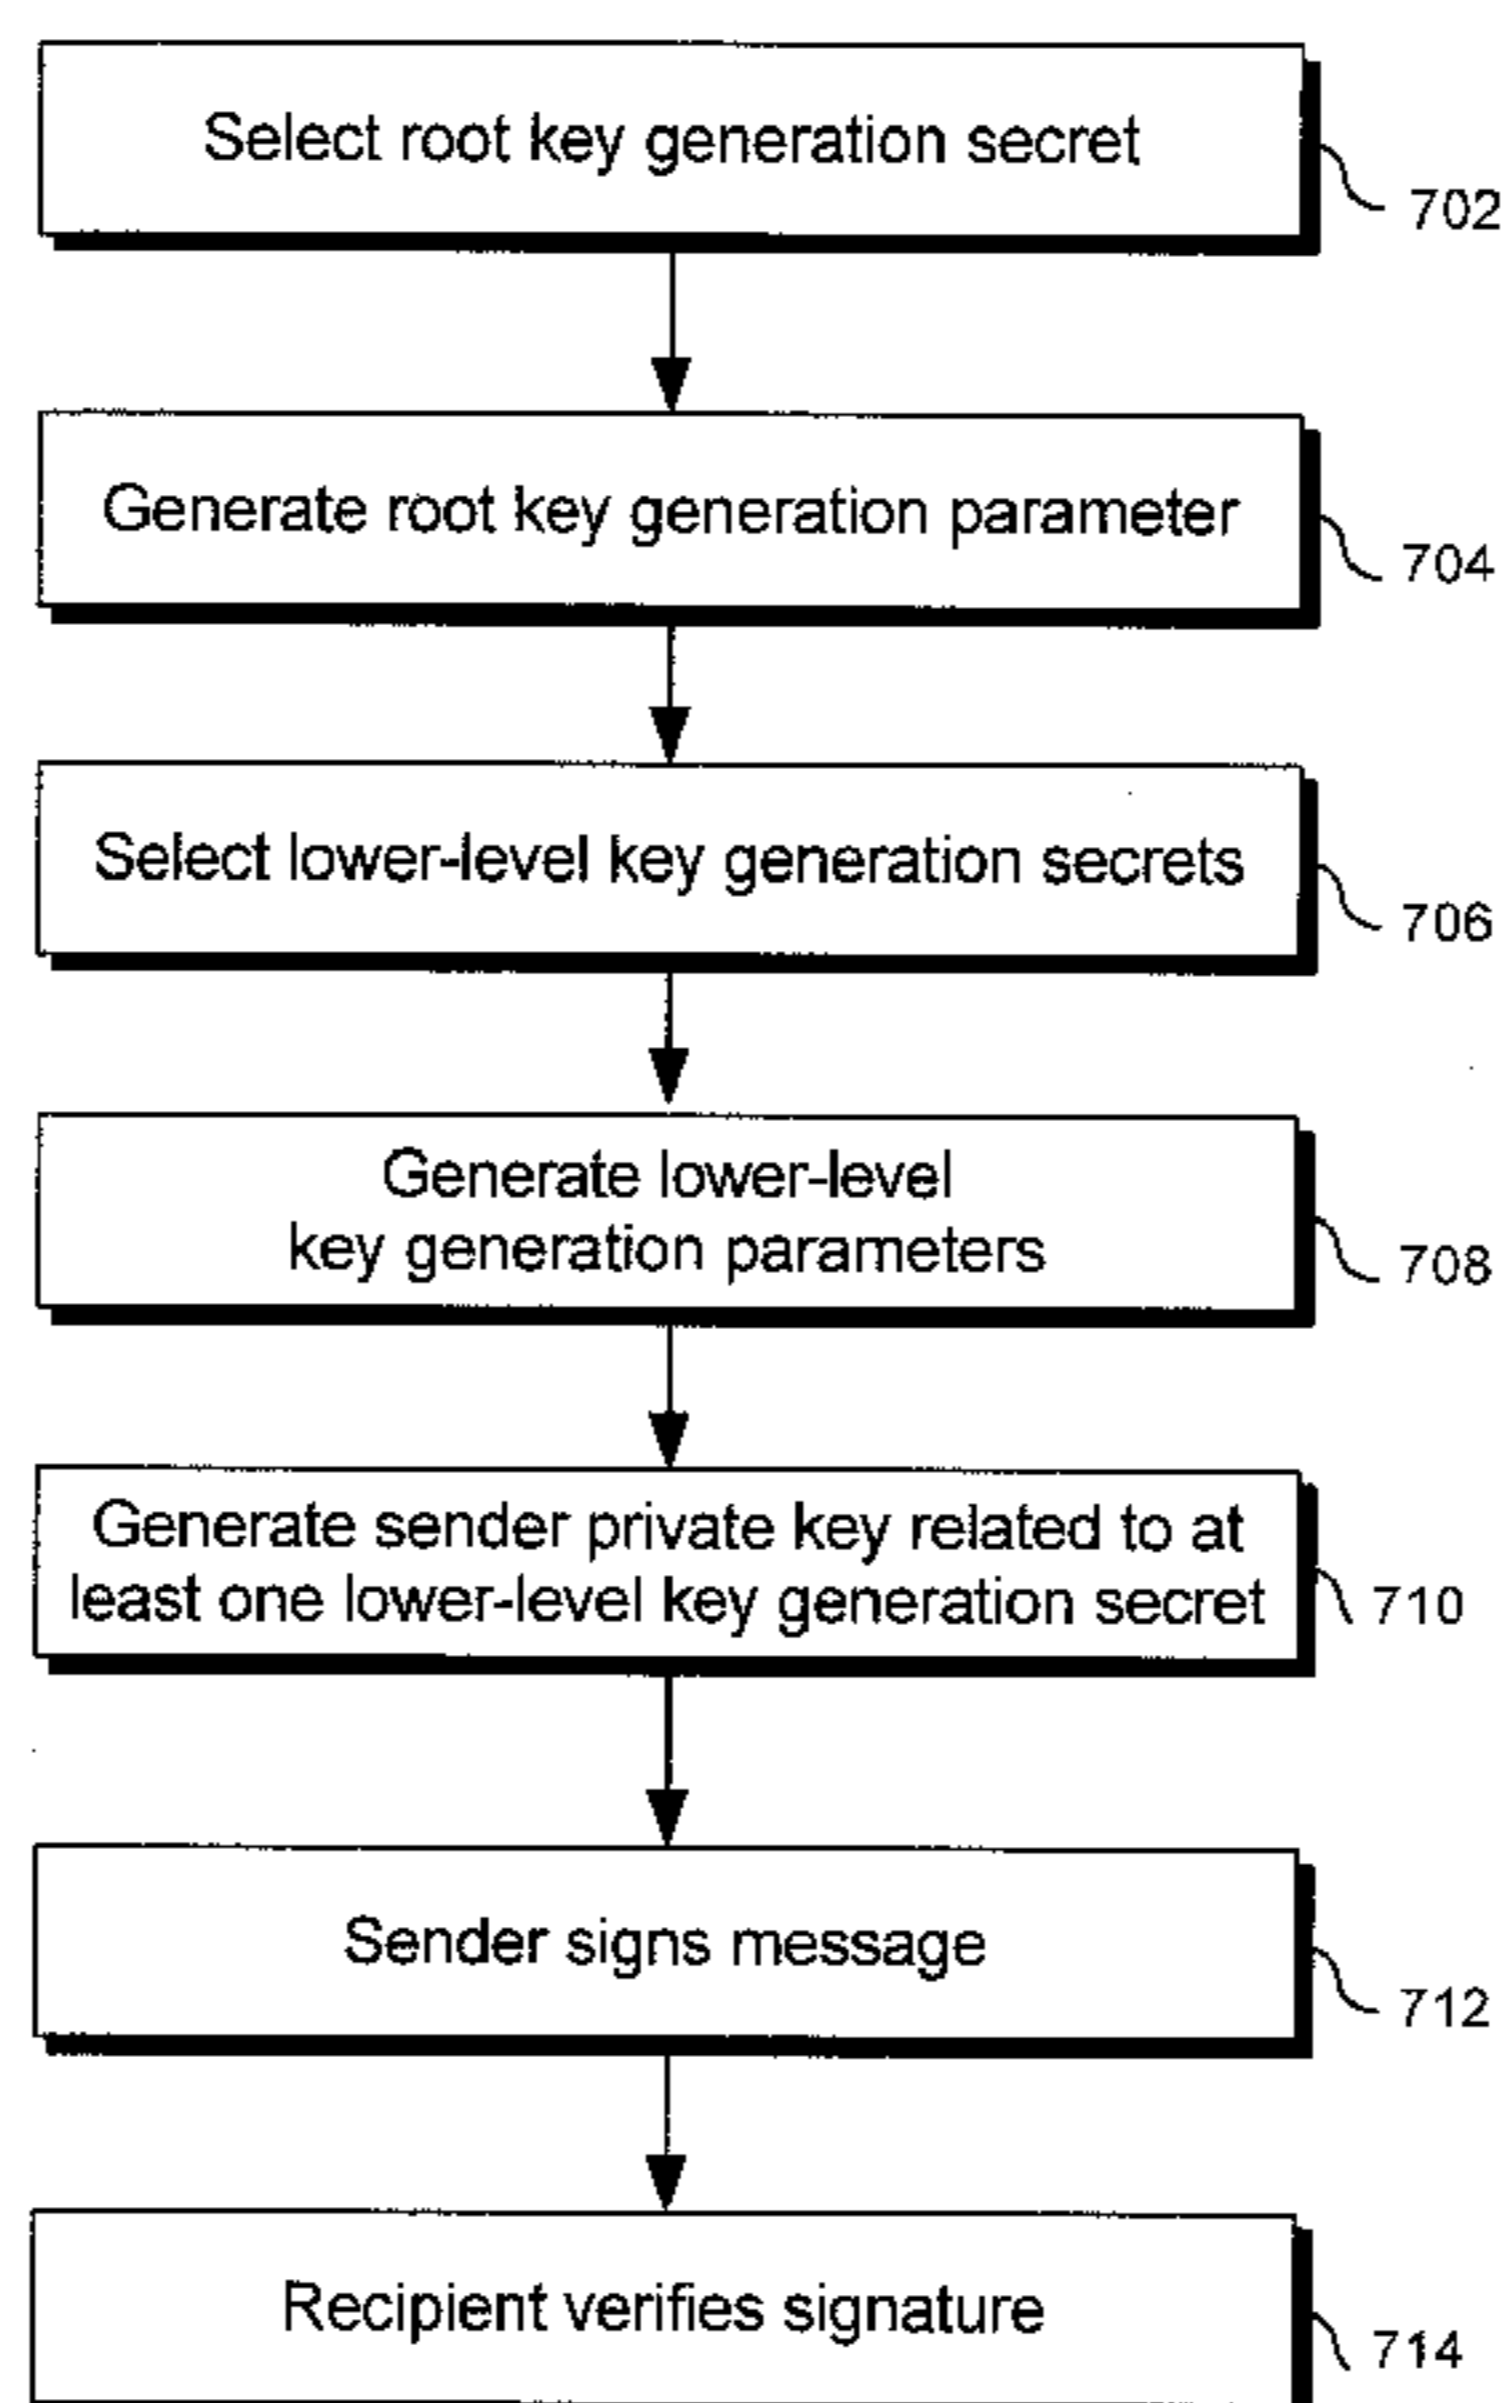 Select root key generation secret
702
Generate root key generation parameter
704
Select lower-level key generation secrets
706
Generate lower-level
key generation parameters
708
Generate sender private key related to at
least one lower-level key generation secret
710
Sender signs message
712
Recipient verifies signature
714